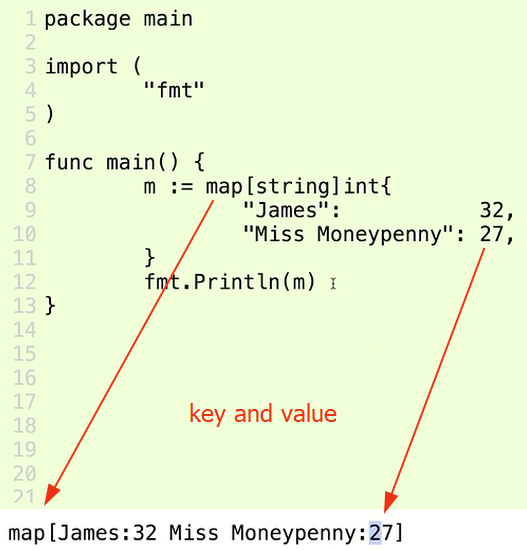 1 package main
2
3 import (
4 "fmt"
5 )
6
7 func main() {
8 m := map[string]int{
9 "James": 32,
10 "Miss Moneypenny": 27,
11 }
12 fmt.Println(m)
13 }
14
15
16
17
key and value
18
19
20
21
map[James:32 Miss Moneypenny:27]